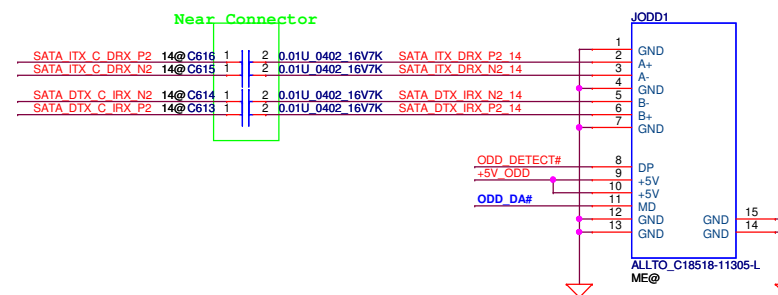 Near Connector
JODD1
SATA_ITX_C_DRX_P2 14@ C616 1 2 0.01U_0402_16V7K SATA_ITX_DRX_P2_14
SATA_ITX_C_DRX_N2 14@ C615 1 2 0.01U_0402_16V7K SATA_ITX_DRX_N2_14
SATA_DTX_C_IRX_N2 14@ C614 1 2 0.01U_0402_16V7K SATA_DTX_IRX_N2_14
SATA_DTX_C_IRX_P2 14@ C613 1 2 0.01U_0402_16V7K SATA_DTX_IRX_P2_14
1 GND
2 A+
3 A-
4 GND
5 B-
6 B+
7 GND
ODD_DETECT# 8 DP
+5V_ODD 9 +5V
10 +5V
ODD_DA# 11 MD
12 GND GND 15
13 GND GND 14
ALLTO_C18518-11305-L
ME@